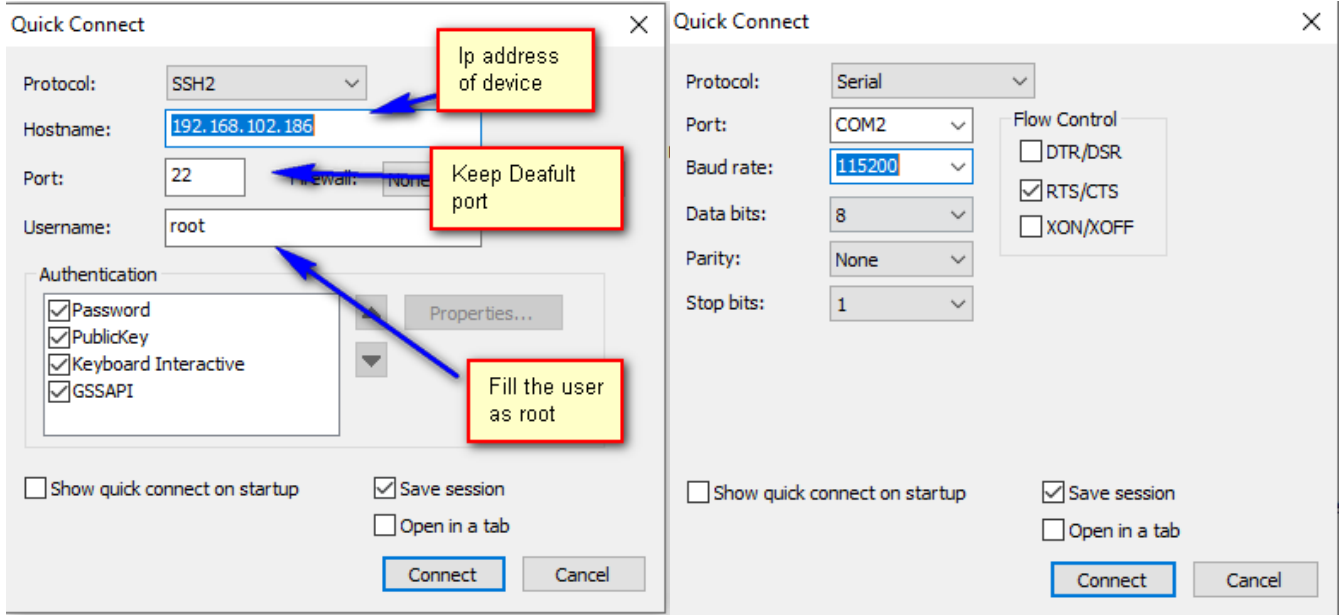 Quick Connect
Protocol: SSH2
Hostname: 192.168.102.186
Port: 22 Firewall: None
Username: root
Authentication
Password
PublicKey
Keyboard Interactive
GSSAPI
Properties...
Show quick connect on startup
Save session
Open in a tab
Connect Cancel
Ip address
of device
Keep Deafult
port
Fill the user
as root
Quick Connect
Protocol: Serial
Port: COM2
Baud rate: 115200
Data bits: 8
Parity: None
Stop bits: 1
Flow Control
DTR/DSR
RTS/CTS
XON/XOFF
Show quick connect on startup
Save session
Open in a tab
Connect Cancel